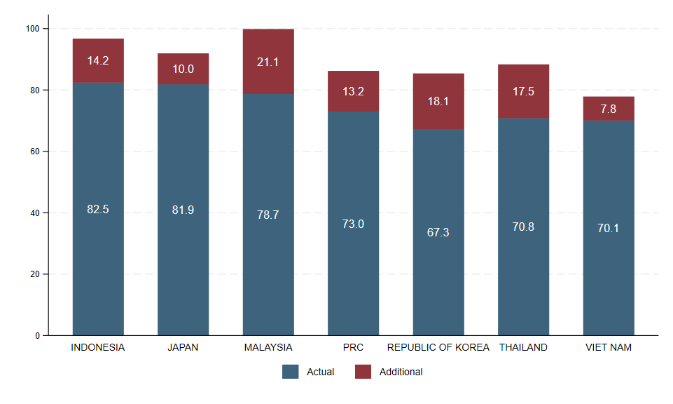 100
80
60
40
20
0
14.2 10.0 21.1 13.2 18.1 17.5 7.8
82.5 81.9 78.7 73.0 67.3 70.8 70.1
INDONESIA JAPAN MALAYSIA PRC REPUBLIC OF KOREA THAILAND VIET NAM
Actual Additional